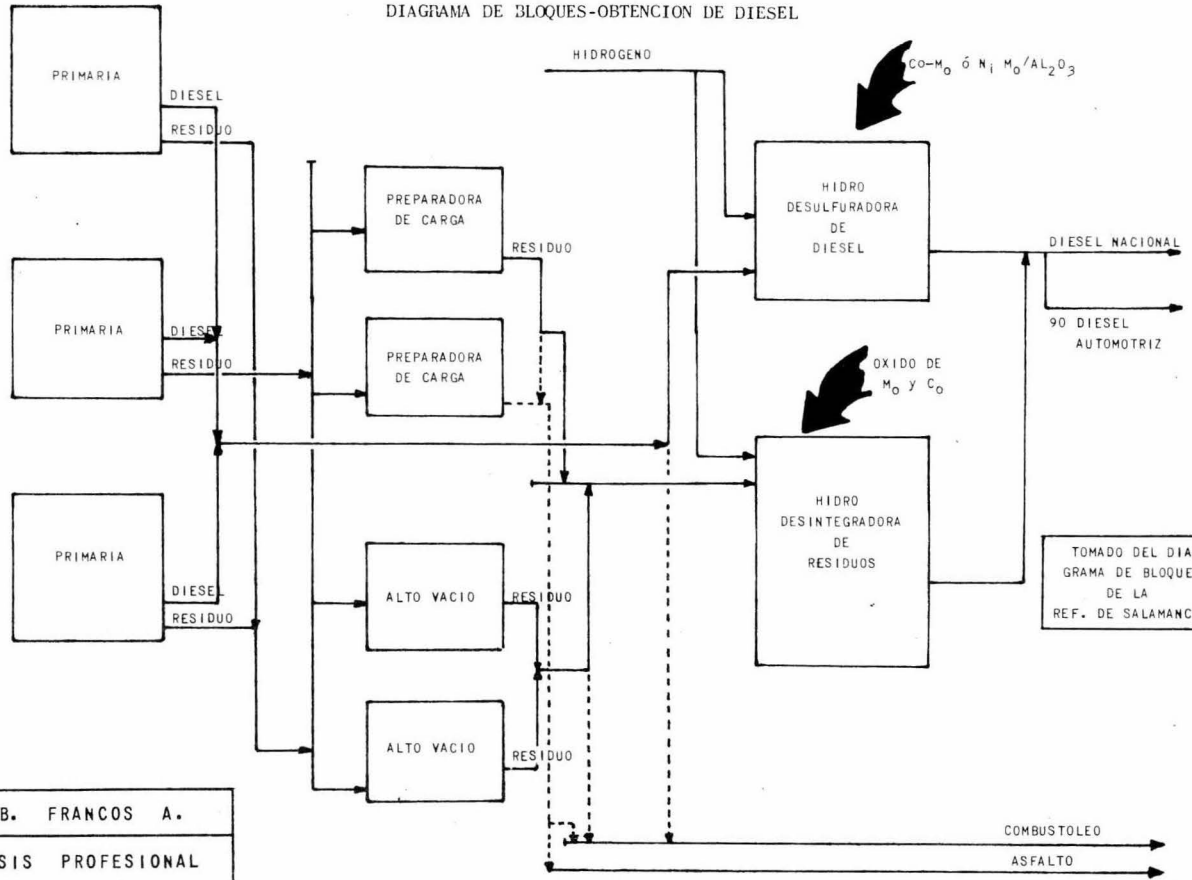 DIAGRAMA DE BLOQUES-OBTENCION DE DIESEL
PRIMARIA
DIESEL
RESIDUO
PRIMARIA
DIESEL
RESIDUO
PRIMARIA
DIESEL
RESIDUO
PREPARADORA
DE CARGA
RESIDUO
PREPARADORA
DE CARGA
ALTO VACIO
RESIDUO
ALTO VACIO
RESIDUO
HIDROGENO
Co-Mo ó Ni Mo/AL2O3
HIDRO
DESULFURADORA
DE
DIESEL
OXIDO DE
Mo y Co
HIDRO
DESINTEGRADORA
DE
RESIDUOS
DIESEL NACIONAL
90 DIESEL
AUTOMOTRIZ
TOMADO DEL DIA
GRAMA DE BLOQUE
DE LA
REF. DE SALAMANC
COMBUSTOLEO
ASFALTO
B. FRANCOS A.
SIS PROFESIONAL